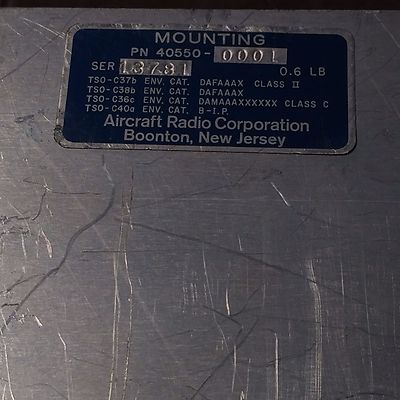 MOUNTING
PN 40550-0001
SER 13731 0.6 LB
TSO-C37b ENV. CAT. DAFAAAX CLASS II
TSO-C38b ENV. CAT. DAFAAAX
TSO-C36c ENV. CAT. DAMAAAXXXXXX CLASS C
TSO-C40a ENV. CAT. B-I.P.
Aircraft Radio Corporation
Boonton, New Jersey